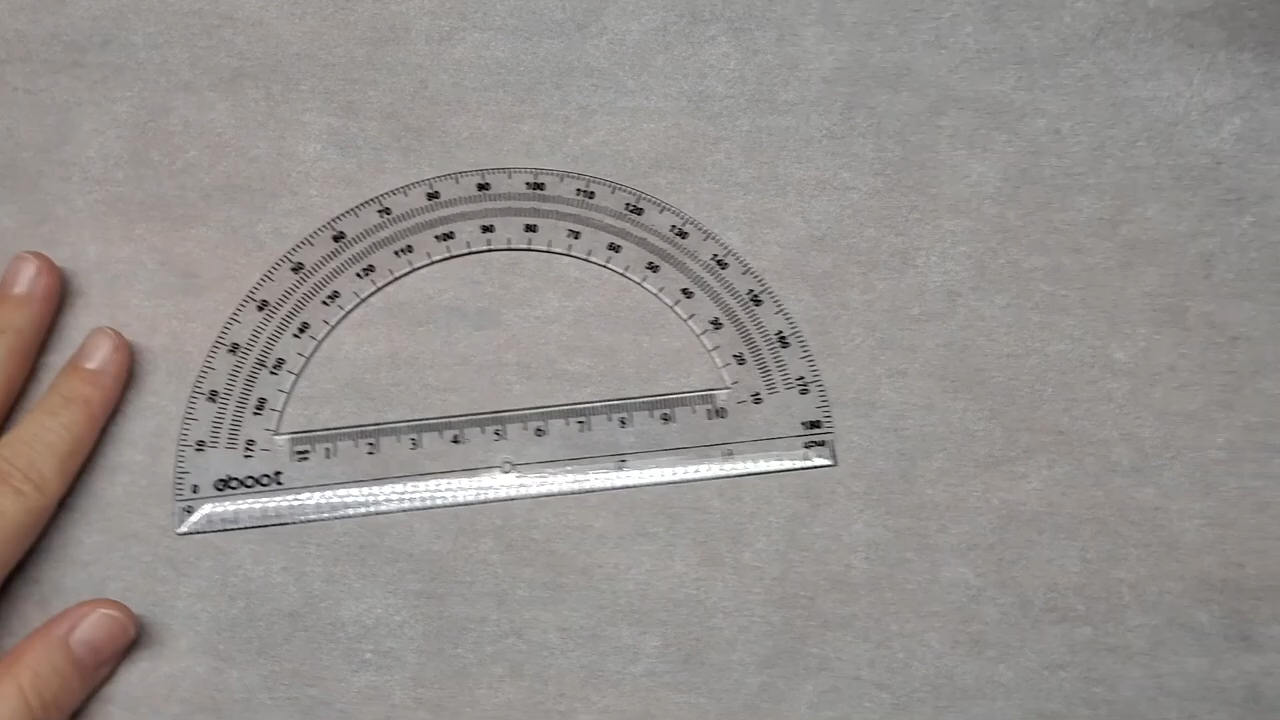 0 10 20 30 40 50 60 70 80 90 100 110 120 130 140 150 160 170 180
170 160 150 140 130 120 110 100 90 80 70 60 50 40 30 20 10
1 2 3 4 5 6 7 8 9 10
eboot